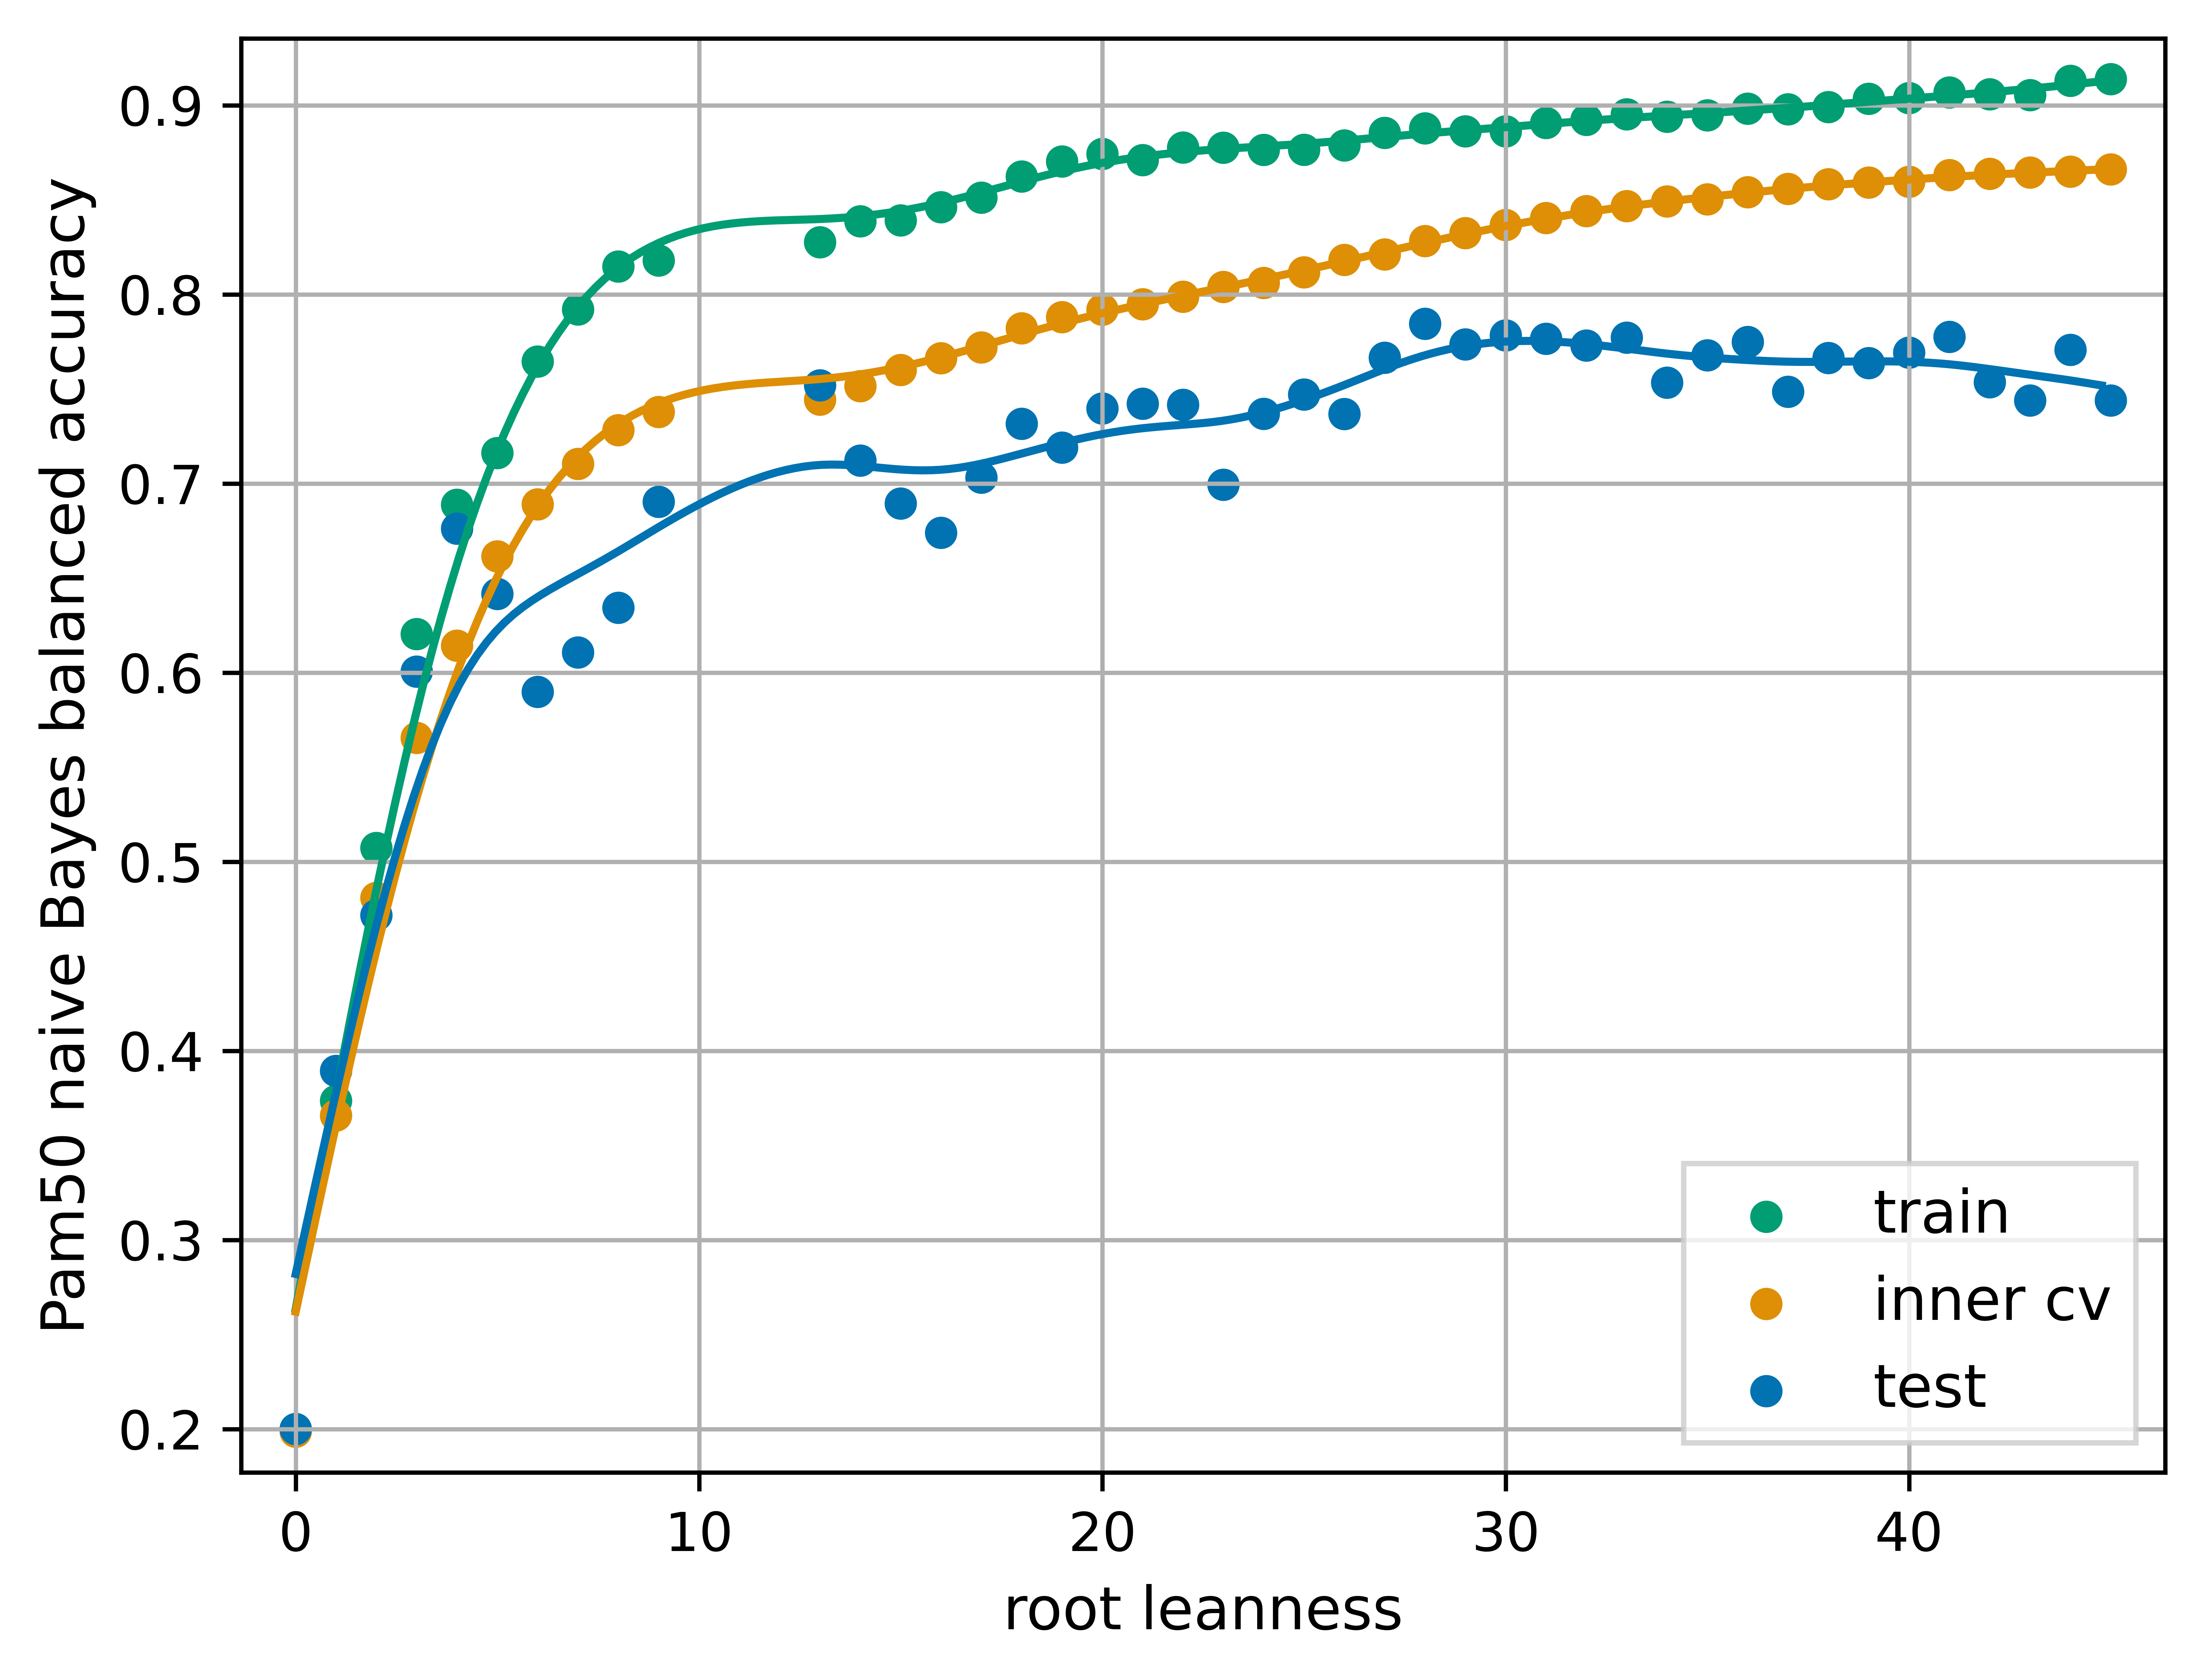 Pam50 naive Bayes balanced accuracy
0.9
0.8
0.7
0.6
0.5
0.4
0.3
0.2
train
inner cv
test
0 10 20 30 40
root leanness